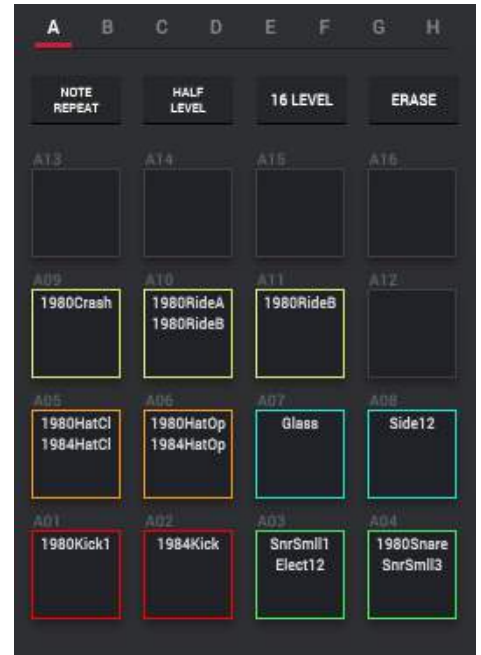 A B C D E F G H
NOTE REPEAT
HALF LEVEL
16 LEVEL
ERASE
A13 A14 A15 A16
A09 A10 A11 A12
1980Crash
1980RideA
1980RideB
1980RideB
A05 A06 A07 A08
1980HatCl
1984HatCl
1980HatOp
1984HatOp
Glass
Side12
A01 A02 A03 A04
1980Kick1
1984Kick
SnrSmll1
Elect12
1980Snare
SnrSmll3